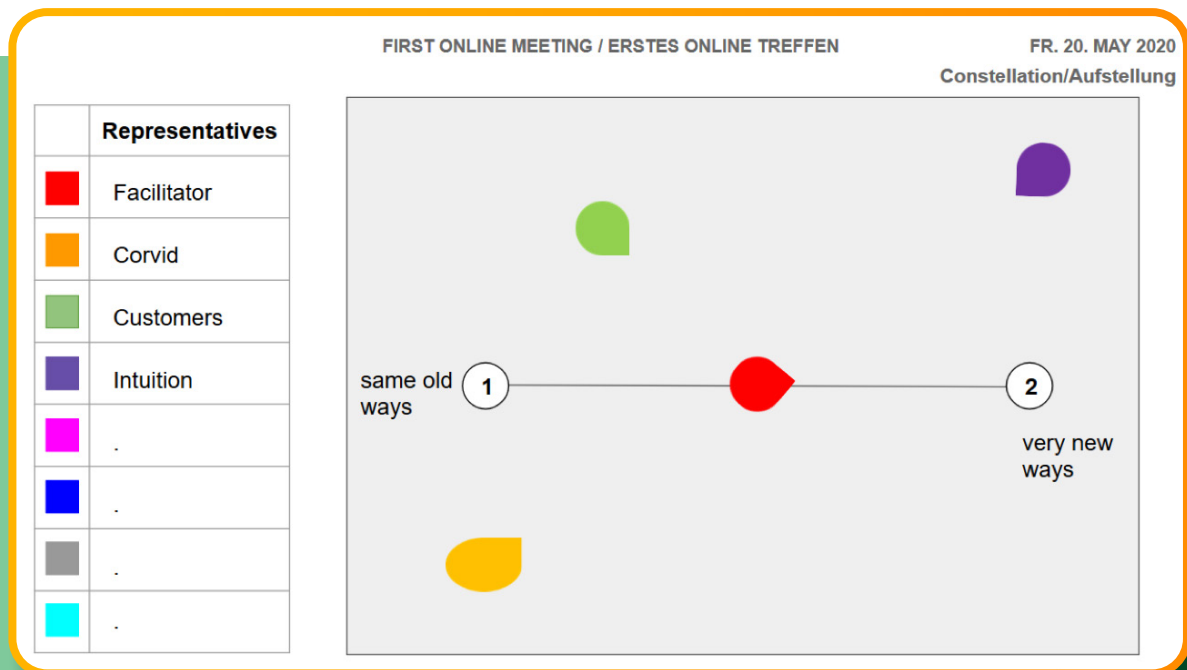 FIRST ONLINE MEETING / ERSTES ONLINE TREFFEN
FR. 20. MAY 2020
Constellation/Aufstellung
Representatives
Facilitator
Corvid
Customers
Intuition
.
.
.
.
same old
ways
1
2
very new
ways